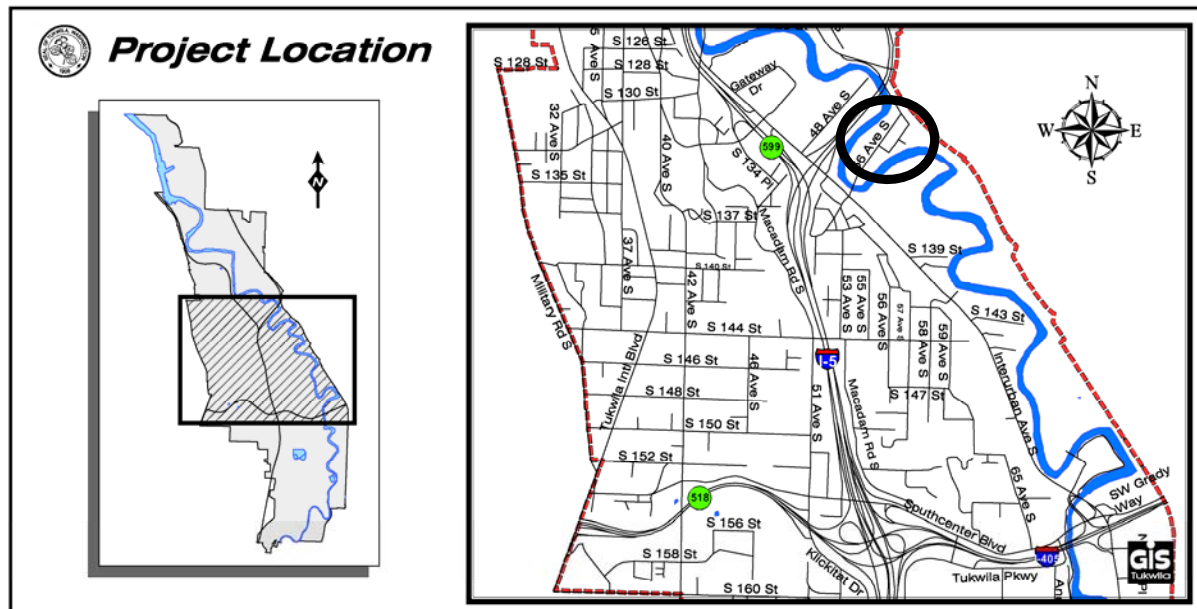 Project Location
N
S 126 St
S 128 St
S 128 St
S 130 St
Gateway
Dr
48 Ave S
32 Ave S
40 Ave S
599
S 134 Pl
S 135 St
S 137 St
Macadam Rd S
N
W
E
S
37 Ave S
S 140 St
S 139 St
Military Rd S
42 Ave S
53 Ave S
55 Ave S
56 Ave S
57 Ave S
58 Ave S
59 Ave S
S 143 St
S 144 St
Tukwila Intl Blvd
S 146 St
46 Ave S
I-5
Interurban Ave S
S 148 St
51 Ave S
Macadam Rd S
S 147 St
S 150 St
S 152 St
65 Ave S
SW Grady
Way
518
Southcenter Blvd
S 156 St
S 158 St
Klickitat Dr
Tukwila Pkwy
S 160 St
GIS
Tukwila